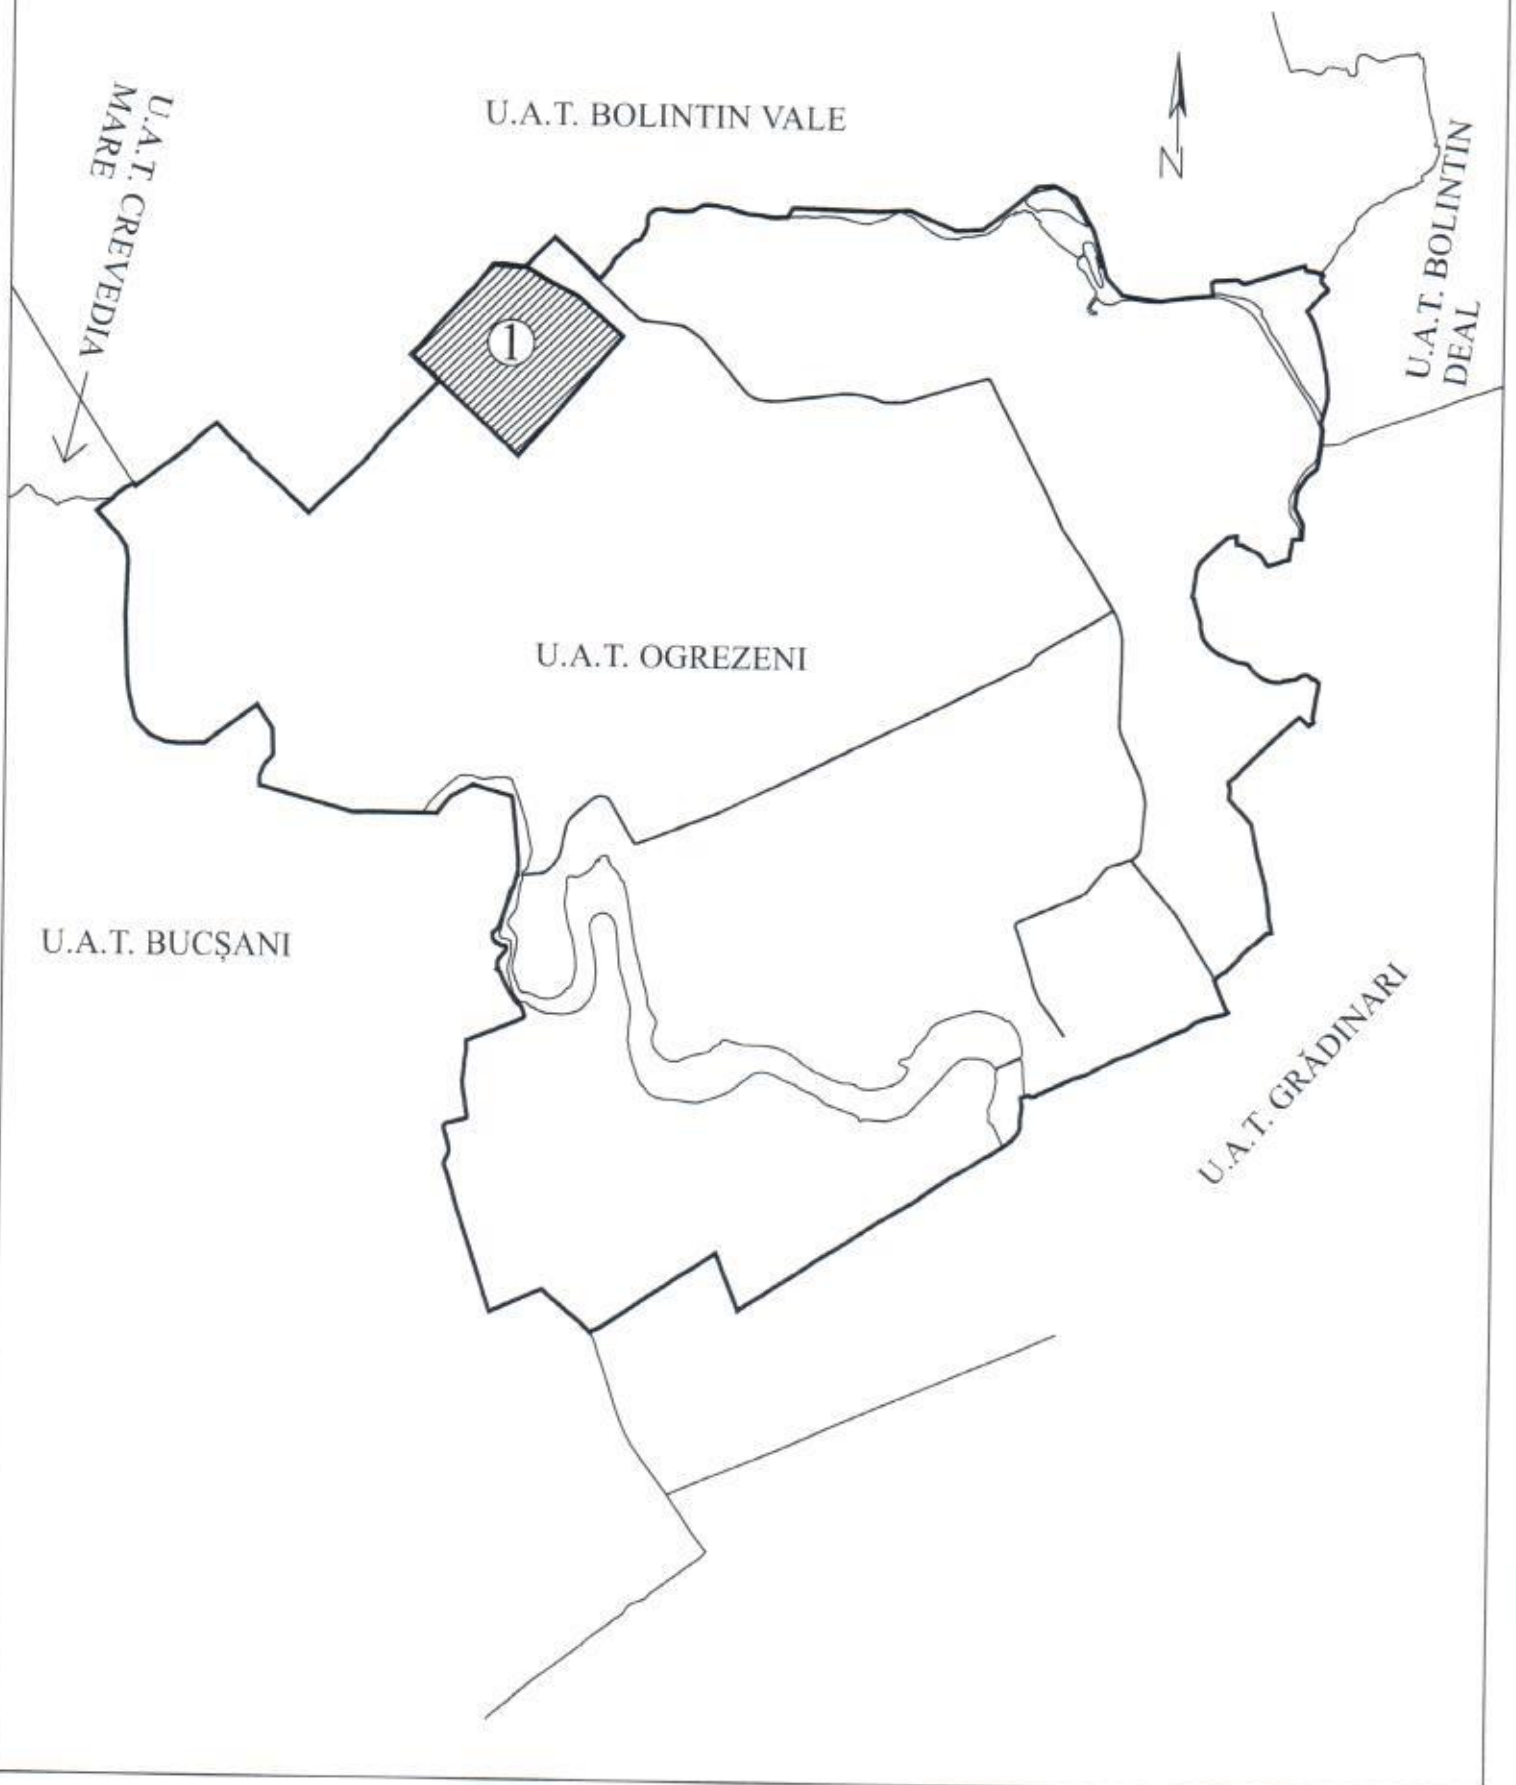 U.A.T. BOLINTIN VALE
U.A.T. CREVEDIA
MARE
N
U.A.T. BOLINTIN
DEAL
1
U.A.T. OGREZENI
U.A.T. BUCȘANI
U.A.T. GRĂDINARI